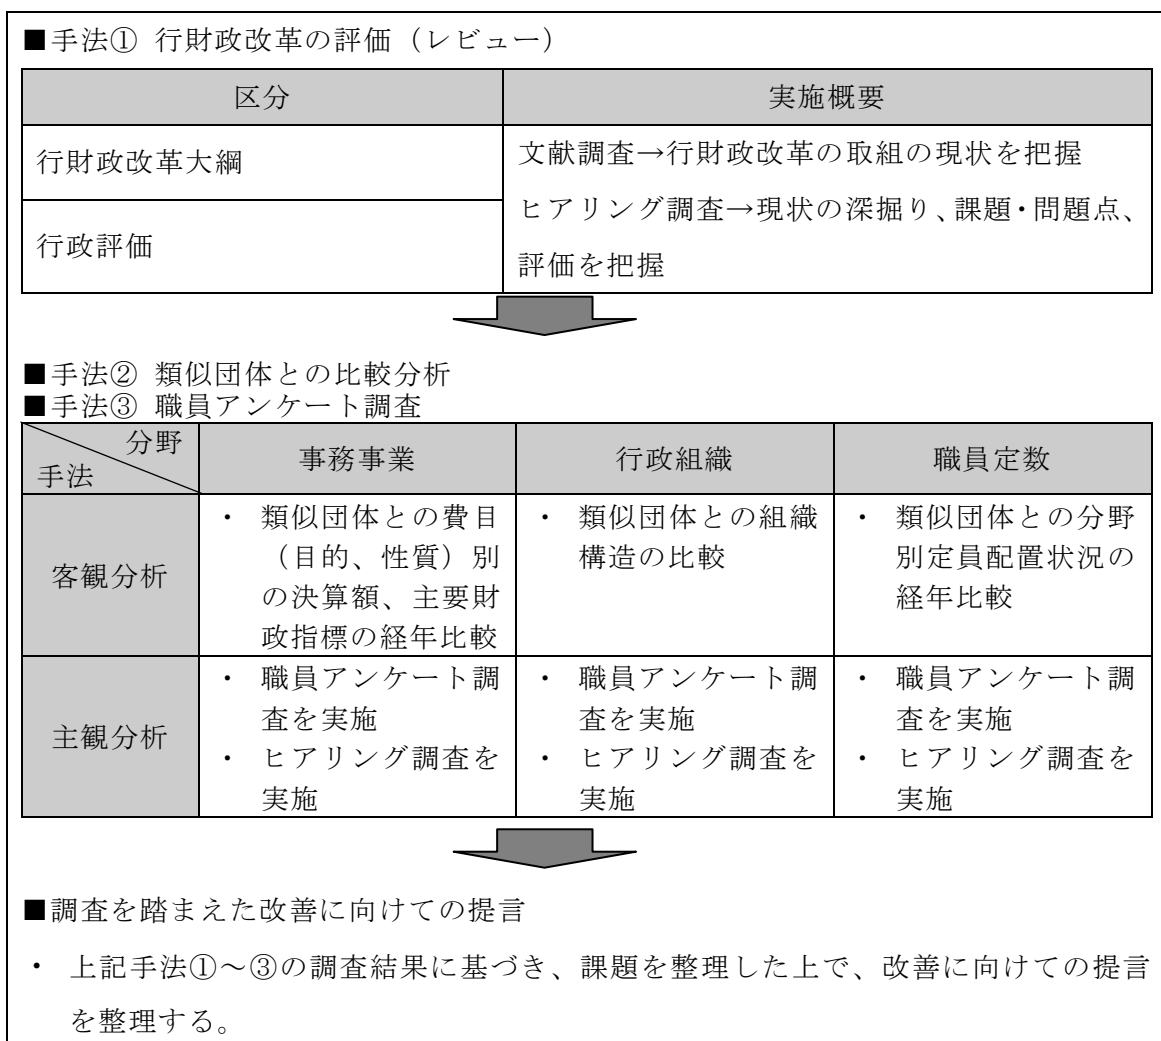 ■手法① 行財政改革の評価（レビュー）
区分
実施概要
行財政改革大綱
文献調査→行財政改革の取組の現状を把握
ヒアリング調査→現状の深掘り、課題・問題点、
評価を把握
行政評価
■手法② 類似団体との比較分析
■手法③ 職員アンケート調査
分野
手法
事務事業
行政組織
職員定数
客観分析
・ 類似団体との費目
（目的、性質）別
の決算額、主要財
政指標の経年比較
・ 類似団体との組織
構造の比較
・ 類似団体との分野
別定員配置状況の
経年比較
主観分析
・ 職員アンケート調
査を実施
・ ヒアリング調査を
実施
・ 職員アンケート調
査を実施
・ ヒアリング調査を
実施
・ 職員アンケート調
査を実施
・ ヒアリング調査を
実施
■調査を踏まえた改善に向けての提言
・ 上記手法①～③の調査結果に基づき、課題を整理した上で、改善に向けての提言
を整理する。